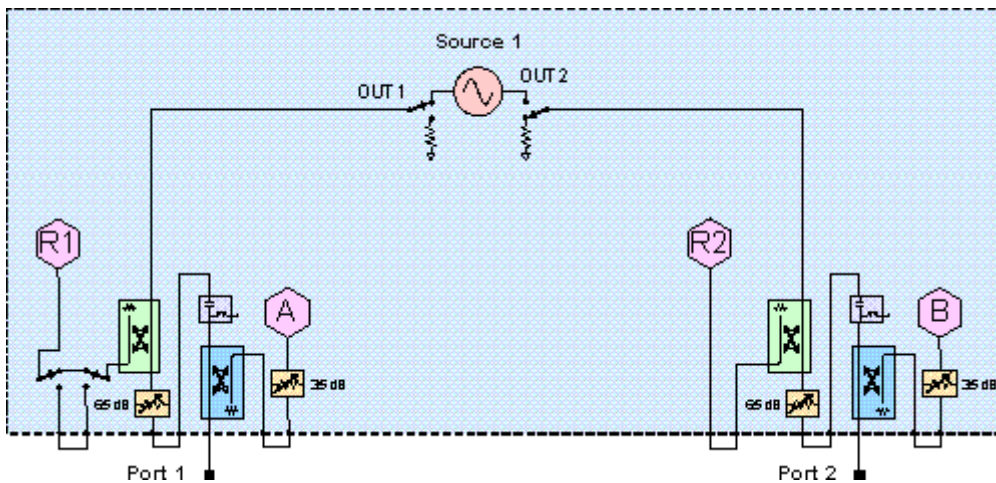 Source 1
OUT 1
OUT 2
R1
R2
A
B
65 dB
35 dB
65 dB
35 dB
Port 1
Port 2